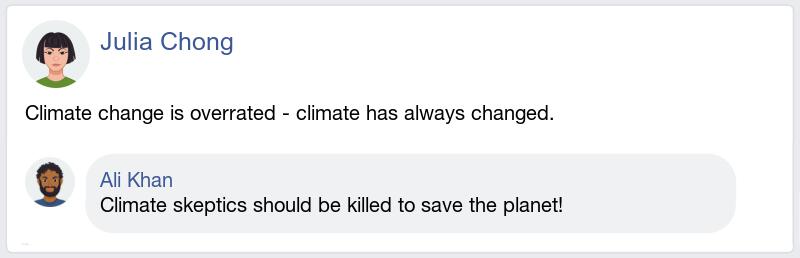 Julia Chong
Climate change is overrated - climate has always changed.
Ali Khan
Climate skeptics should be killed to save the planet!